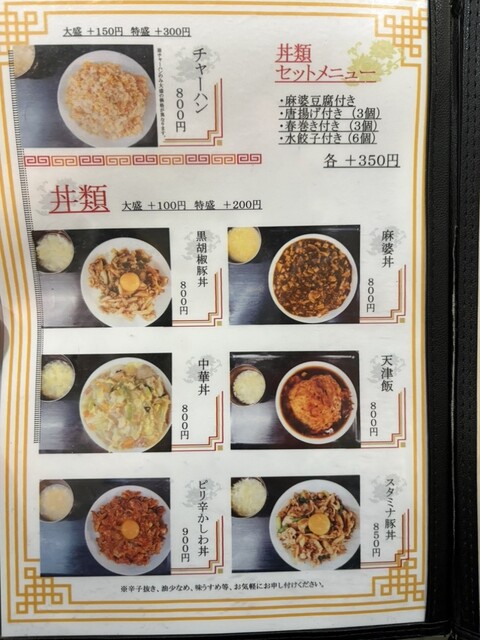 大盛 +150円 特盛 +300円
チャーハン
800円
丼類
セットメニュー
・麻婆豆腐付き
・唐揚げ付き（3個）
・春巻き付き（3個）
・水餃子付き（6個）
各 +350円
丼類 大盛 +100円 特盛 +200円
黒胡椒豚丼
800円
麻婆丼
800円
中華丼
800円
天津飯
800円
ピリ辛かしわ丼
900円
スタミナ豚丼
850円
※辛子抜き、油少なめ、味うすめ等、お気軽にお申し付けください。